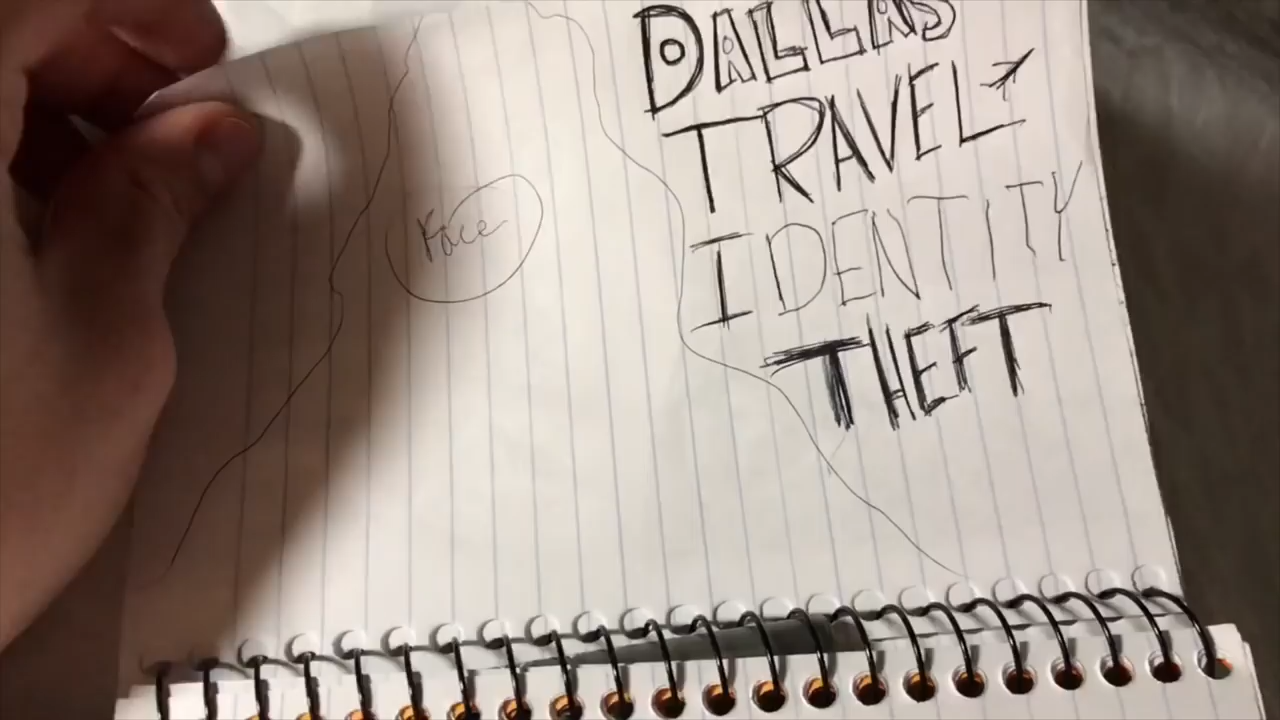 Face
DALLAS
TRAVEL
IDENTITY
THEFT